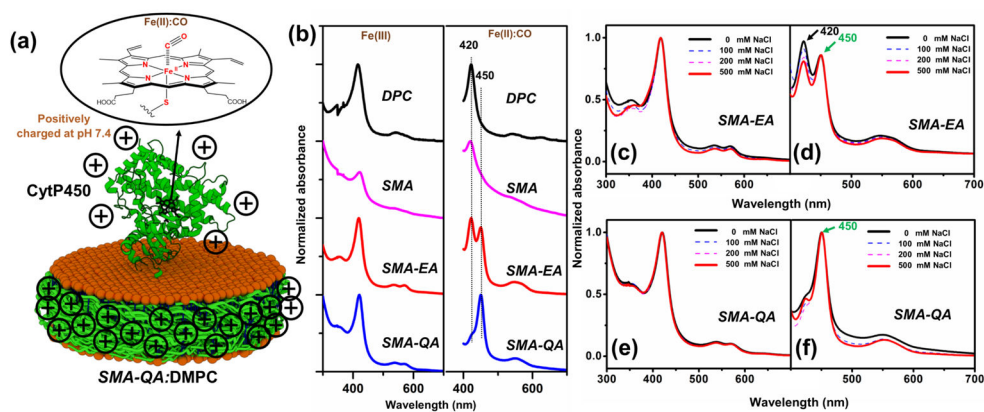 (a)
Fe(II):CO
C
O
N
N
Fe
II
N
N
HOOC
COOH
S
Positively
charged at pH 7.4
CytP450
SMA-QA:DMPC
(b)
Fe(III)
Fe(II):CO
420
450
DPC
DPC
SMA
SMA
SMA-EA
SMA-EA
SMA-QA
SMA-QA
Normalized absorbance
400
600
400
600
Wavelength (nm)
Normalized absorbance
1.0
0.5
0.0
0 mM NaCl
100 mM NaCl
200 mM NaCl
500 mM NaCl
SMA-EA
(c)
300
400
500
600
Wavelength (nm)
420
450
0 mM NaCl
100 mM NaCl
200 mM NaCl
500 mM NaCl
SMA-EA
(d)
500
600
700
Wavelength (nm)
1.0
0.5
0.0
0 mM NaCl
100 mM NaCl
200 mM NaCl
500 mM NaCl
SMA-QA
(e)
300
400
500
600
Wavelength (nm)
450
0 mM NaCl
100 mM NaCl
200 mM NaCl
500 mM NaCl
SMA-QA
(f)
500
600
700
Wavelength (nm)